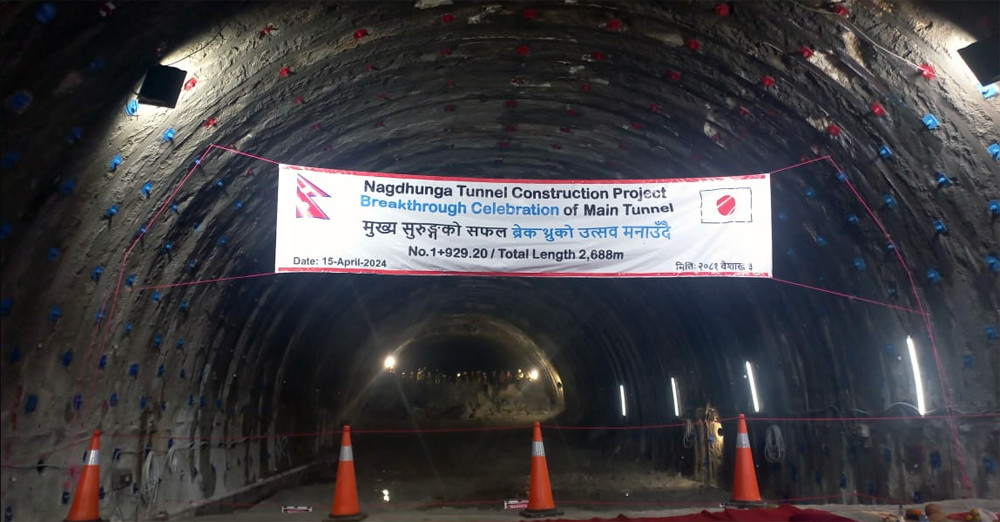 Nagdhunga Tunnel Construction Project
Breakthrough Celebration of Main Tunnel
मुख्य सुरुङ्गको सफल ब्रेक-थ्रुको उत्सव मनाउँदै
No.1+929.20 / Total Length 2,688m
Date: 15-April-2024
मितिः २०८१ वैशाख ३